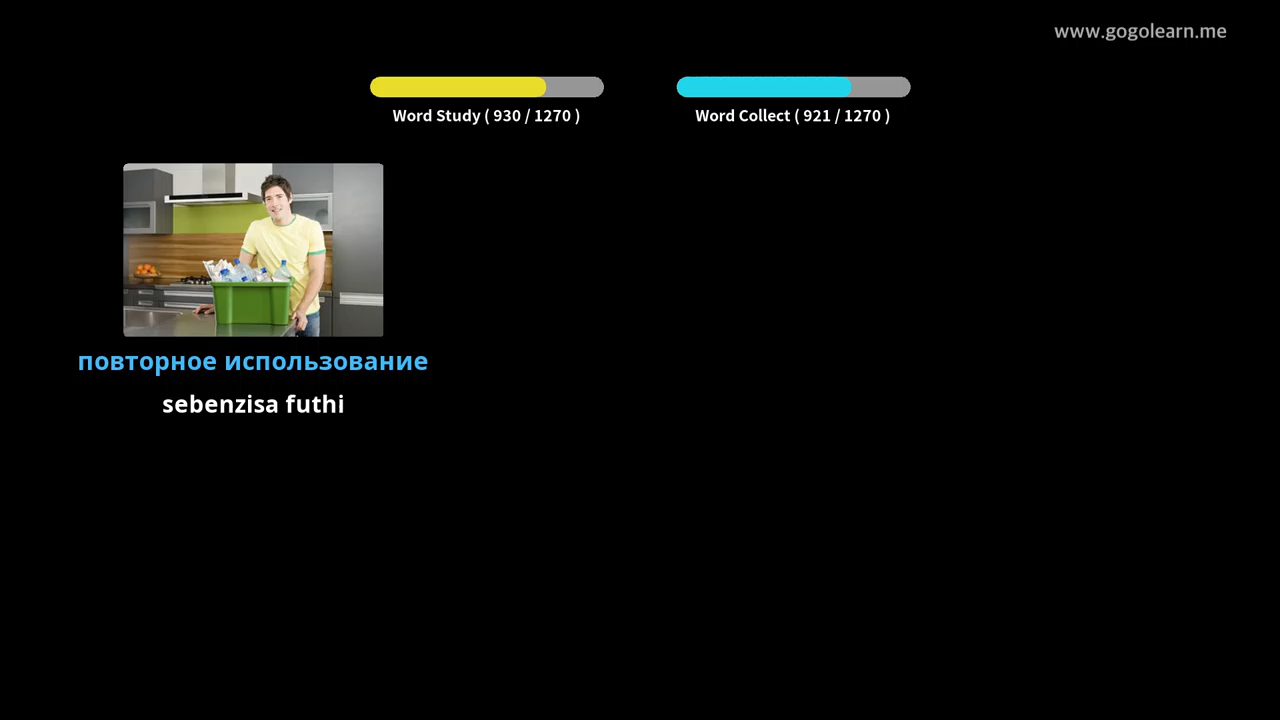 www.gogolearn.me
Word Study ( 930 / 1270 )
Word Collect ( 921 / 1270 )
повторное использование
sebenzisa futhi